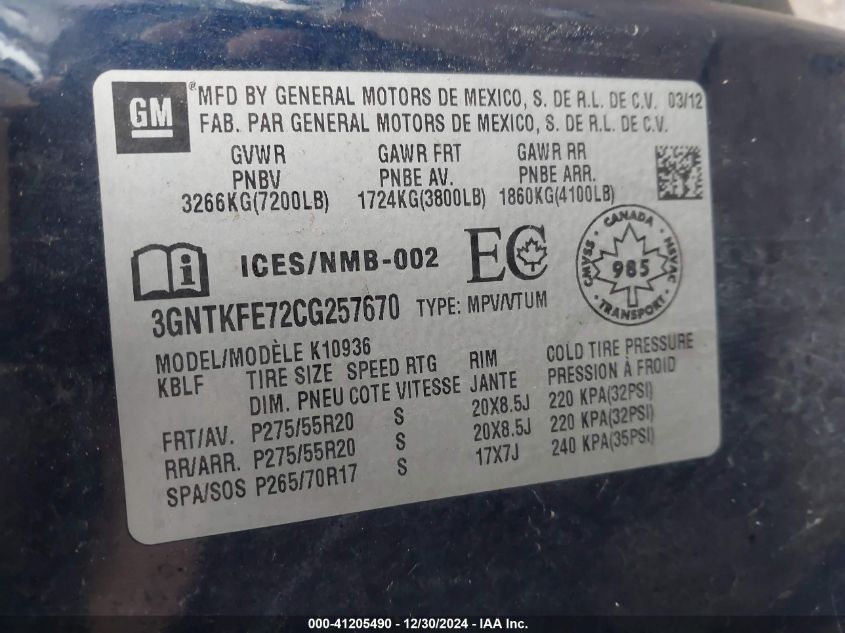 GM
MFD BY GENERAL MOTORS DE MEXICO, S. DE R.L. DE C.V. 03/12
FAB. PAR GENERAL MOTORS DE MEXICO, S. DE R.L. DE C.V.
GVWR GAWR FRT GAWR RR
PNBV PNBE AV. PNBE ARR.
3266KG(7200LB) 1724KG(3800LB) 1860KG(4100LB)
ICES/NMB-002 EC
CANADA
CMVSS 985 NSVAC
TRANSPORT
3GNTKFE72CG257670 TYPE: MPV/VTUM
MODEL/MODÈLE K10936
KBLF TIRE SIZE SPEED RTG RIM COLD TIRE PRESSURE
DIM. PNEU COTE VITESSE JANTE PRESSION À FROID
FRT/AV. P275/55R20 S 20X8.5J 220 KPA(32PSI)
RR/ARR. P275/55R20 S 20X8.5J 220 KPA(32PSI)
SPA/SOS P265/70R17 S 17X7J 240 KPA(35PSI)
000-41205490 - 12/30/2024 - IAA Inc.